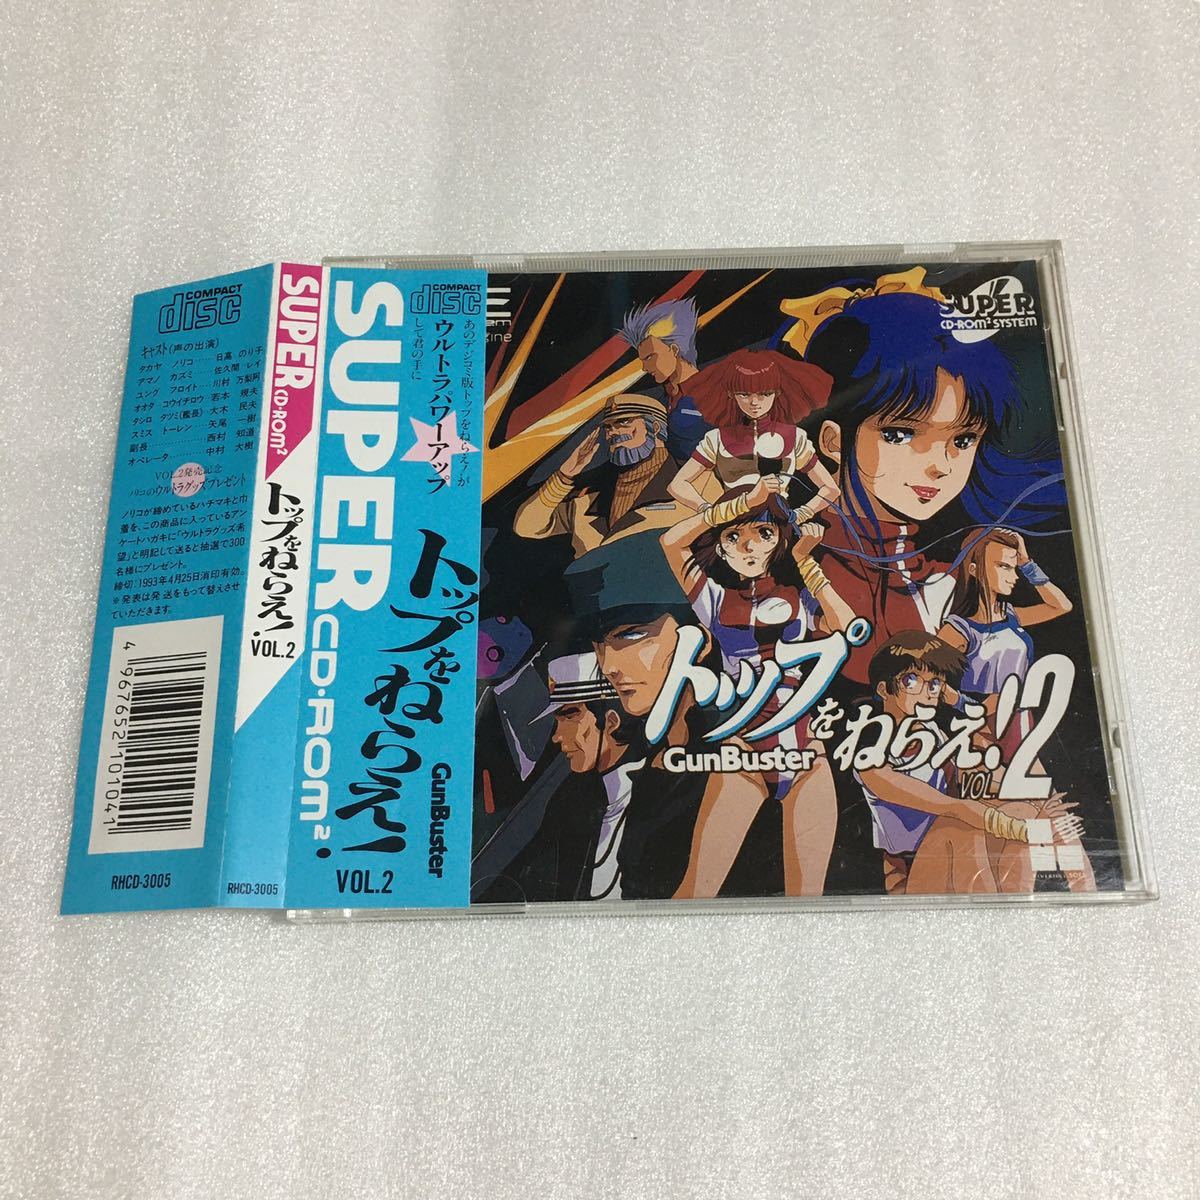 COMPACT
disc
キャスト(声の出演)
タカヤ ノリコ……日髙 のり子
アマノ カズミ……佐久間 レイ
ユング フロイト…川村 万梨阿
オオタ コウイチロウ…若本 規夫
タシロ タツミ(艦長) 大木 民夫
スミス トーレン…矢尾 一樹
副長…………西村 知道
オペレータ…………中村 大樹
VOL.2発売記念
ノリコのウルトラグッズプレゼント
ノリコが締めているハチマキと巾
着を、この商品に入っているアン
ケートハガキに「ウルトラグッズ希
望」と明記して送ると抽選で300
名様にプレゼント。
締切:1993年4月25日消印有効。
※発表は発送をもって替えさせ
ていただきます。
4 967652 101041
RHCD-3005
SUPER CD-ROM²
トップをねらえ!
VOL.2
RHCD-3005
SUPER CD-ROM²
COMPACT
disc
あのデジコミ版トップをねらえ!が
ウルトラパワーアップ
して君の手に
トップをねらえ!
GunBuster
VOL.2
SUPER
CD-ROM² SYSTEM
トップをねらえ!2
GunBuster
VOL.